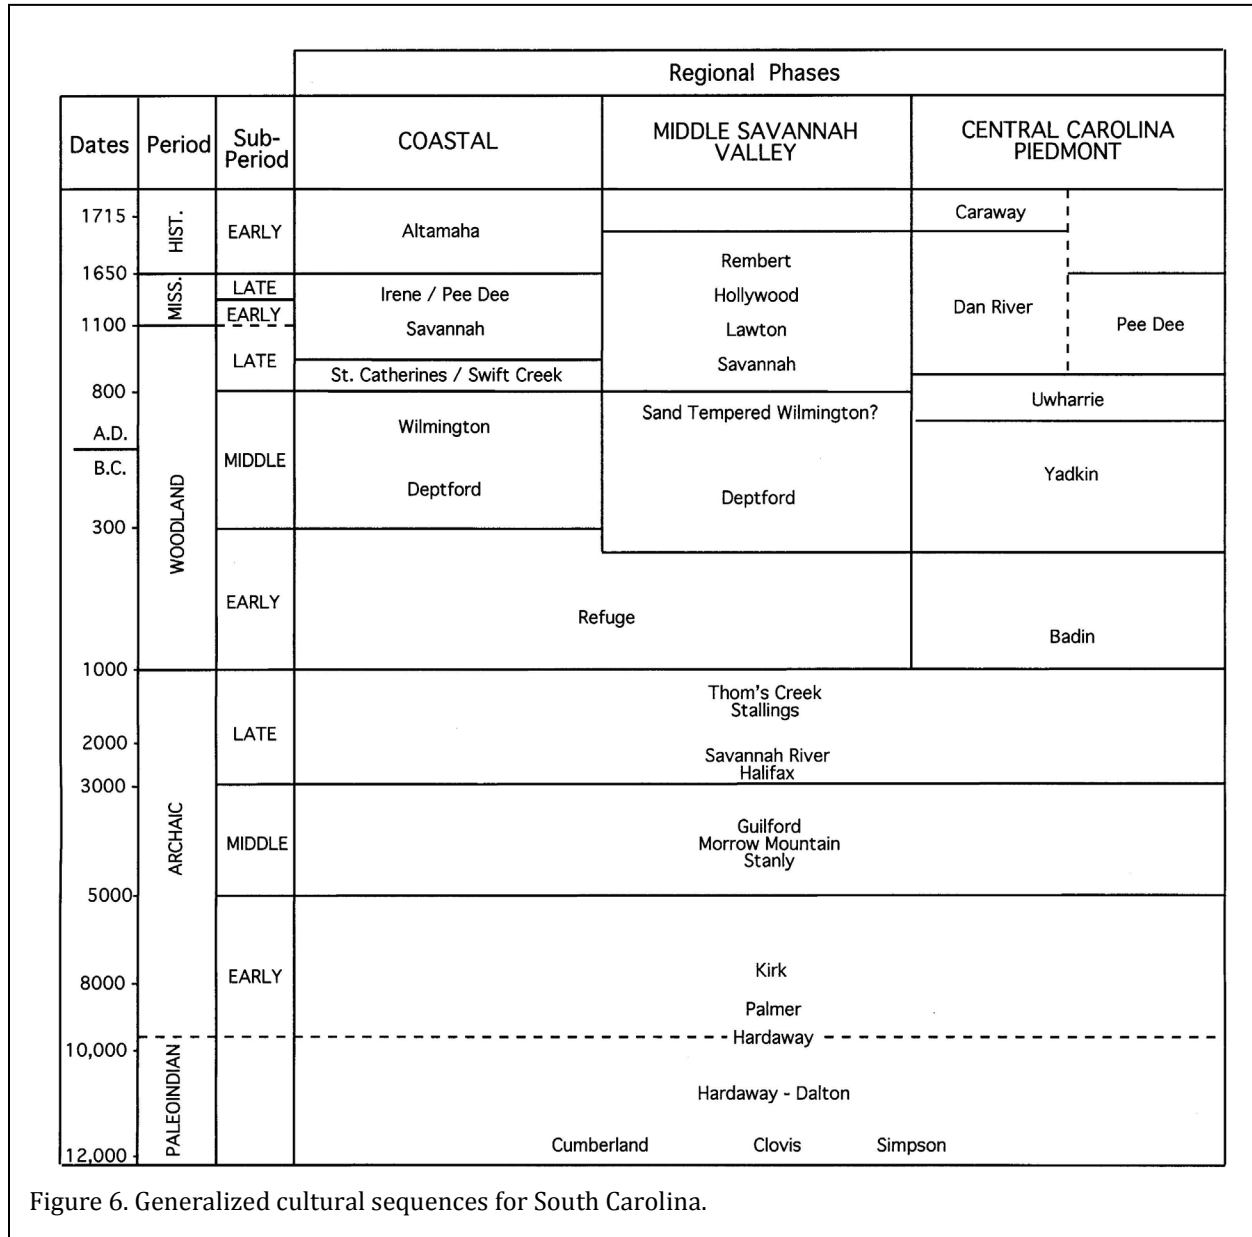 Regional Phases
Dates
Period
Sub-
Period
COASTAL
MIDDLE SAVANNAH
VALLEY
CENTRAL CAROLINA
PIEDMONT
1715
HIST.
EARLY
Altamaha
Caraway
Rembert
1650
MISS.
LATE
Irene / Pee Dee
Hollywood
Dan River
EARLY
1100
Savannah
Lawton
Pee Dee
LATE
Savannah
St. Catherines / Swift Creek
800
Uwharrie
Sand Tempered Wilmington?
Wilmington
A.D.
B.C.
WOODLAND
MIDDLE
Yadkin
Deptford
Deptford
300
EARLY
Refuge
Badin
1000
Thom's Creek
Stallings
LATE
2000
Savannah River
Halifax
3000
ARCHAIC
MIDDLE
Guilford
Morrow Mountain
Stanly
5000
EARLY
Kirk
8000
Palmer
Hardaway
10,000
PALEOINDIAN
Hardaway - Dalton
Cumberland
Clovis
Simpson
12,000
Figure 6. Generalized cultural sequences for South Carolina.